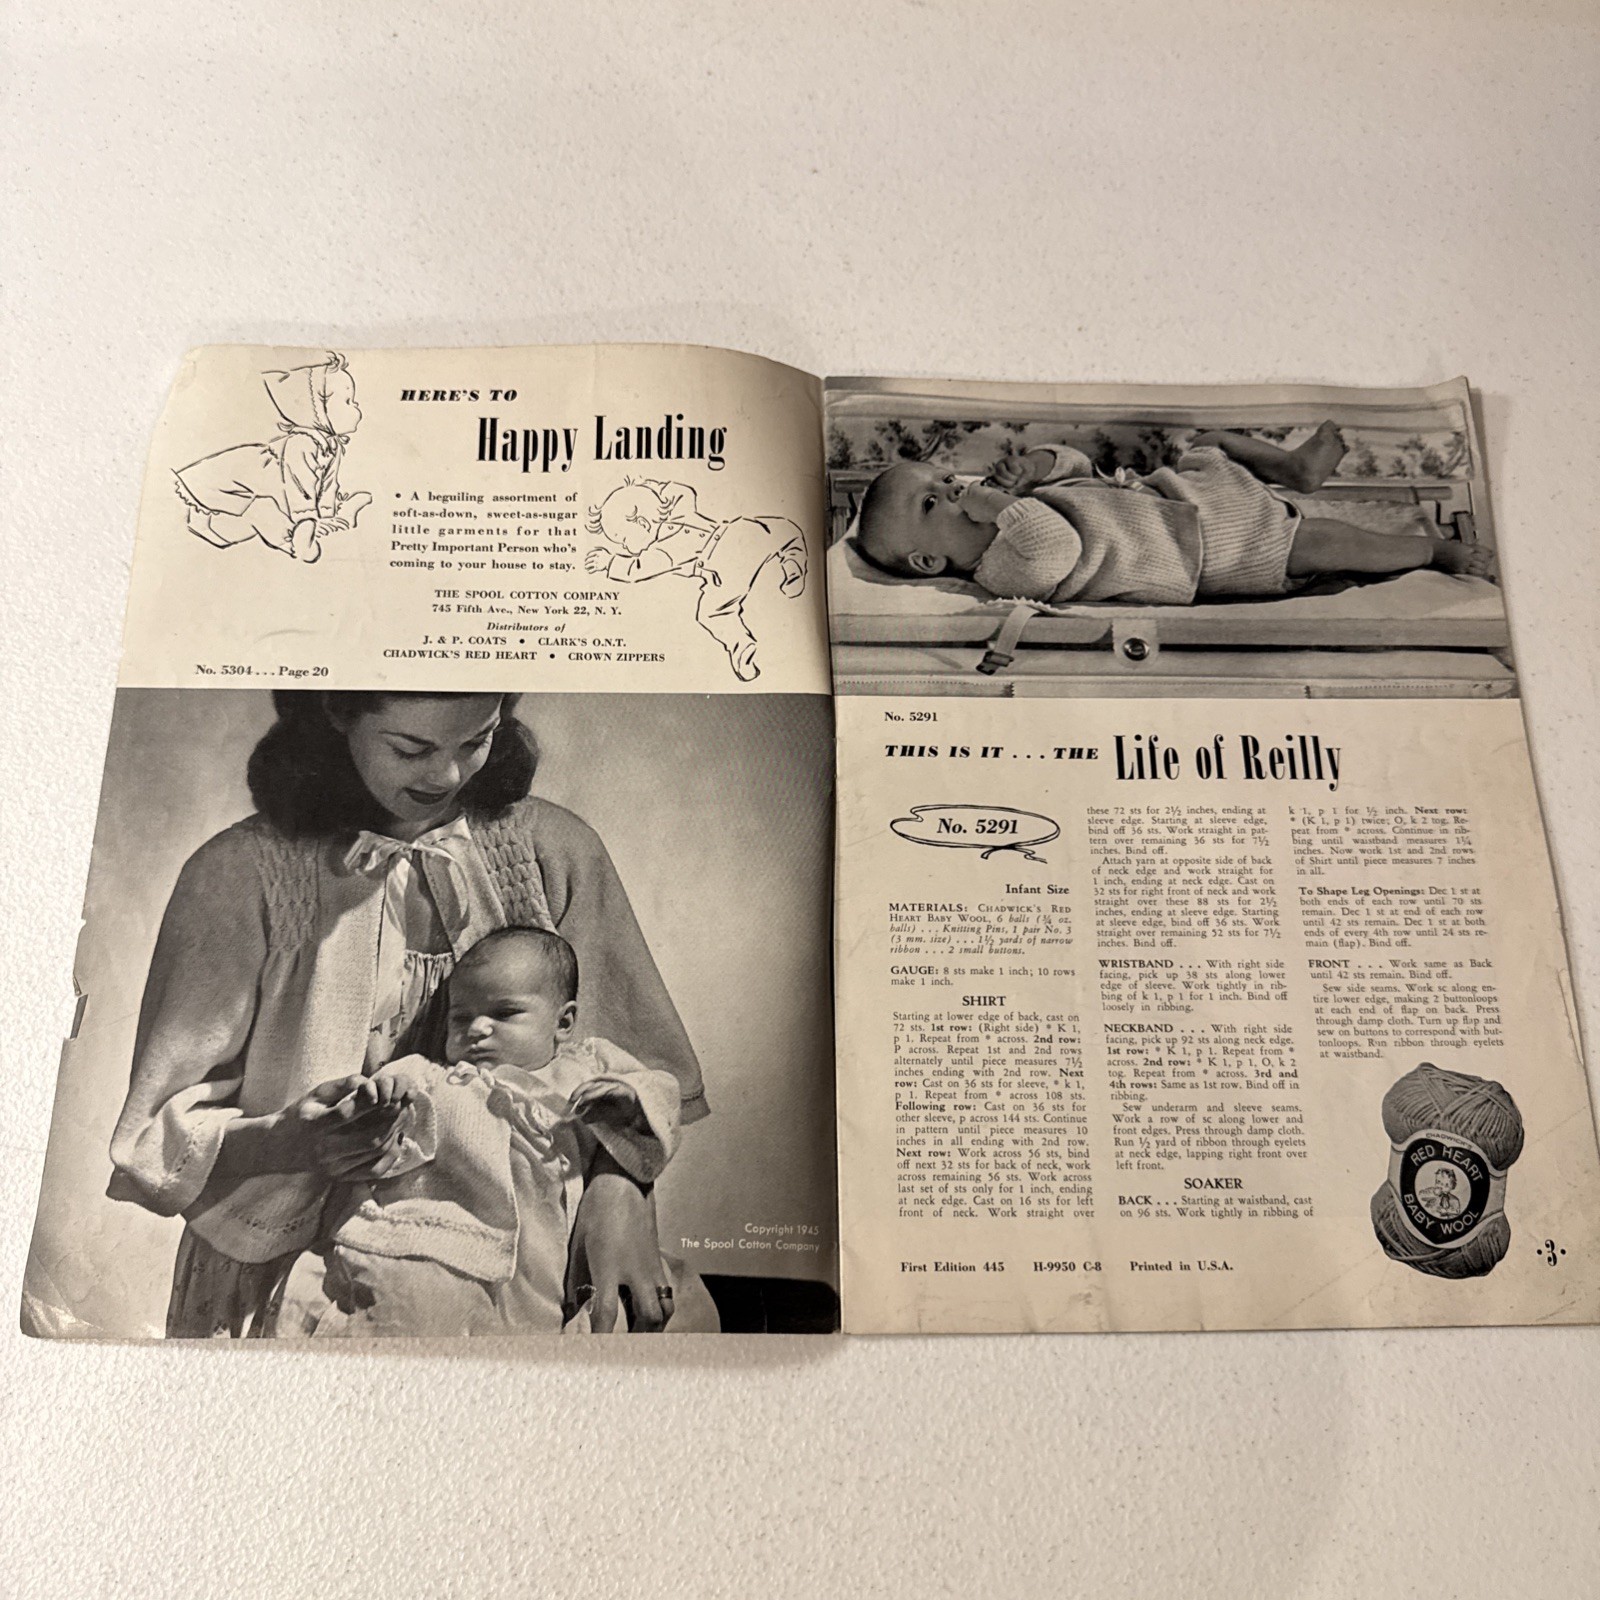 HERE'S TO
Happy Landing
• A beguiling assortment of
soft-as-down, sweet-as-sugar
little garments for that
Pretty Important Person who's
coming to your house to stay.
THE SPOOL COTTON COMPANY
745 Fifth Ave., New York 22, N. Y.
Distributors of
J. & P. COATS • CLARK'S O.N.T.
CHADWICK'S RED HEART • CROWN ZIPPERS
No. 5304 . . . Page 20
Copyright 1945
The Spool Cotton Company
No. 5291
THIS IS IT . . . THE Life of Reilly
No. 5291
Infant Size
MATERIALS: CHADWICK'S RED
HEART BABY WOOL, 6 balls (¾ oz.
balls) . . . Knitting Pins, 1 pair No. 3
(3 mm. size) . . . 1½ yards of narrow
ribbon . . . 2 small buttons.
GAUGE: 8 sts make 1 inch; 10 rows
make 1 inch.
SHIRT
Starting at lower edge of back, cast on
72 sts. 1st row: (Right side) * K 1,
p 1. Repeat from * across. 2nd row:
P across. Repeat 1st and 2nd rows
alternately until piece measures 7½
inches ending with 2nd row. Next
row: Cast on 36 sts for sleeve, * k 1,
p 1. Repeat from * across 108 sts.
Following row: Cast on 36 sts for
other sleeve, p across 144 sts. Continue
in pattern until piece measures 10
inches in all ending with 2nd row.
Next row: Work across 56 sts, bind
off next 32 sts for back of neck, work
across remaining 56 sts. Work across
last set of sts only for 1 inch, ending
at neck edge. Cast on 16 sts for left
front of neck. Work straight over
these 72 sts for 2½ inches, ending at
sleeve edge. Starting at sleeve edge,
bind off 36 sts. Work straight in pat-
tern over remaining 36 sts for 7½
inches. Bind off.
Attach yarn at opposite side of back
of neck edge and work straight for
1 inch, ending at neck edge. Cast on
32 sts for right front of neck and work
straight over these 88 sts for 2½
inches, ending at sleeve edge. Starting
at sleeve edge, bind off 36 sts. Work
straight over remaining 52 sts for 7½
inches. Bind off.
WRISTBAND . . . With right side
facing, pick up 38 sts along lower
edge of sleeve. Work tightly in rib-
bing of k 1, p 1 for 1 inch. Bind off
loosely in ribbing.
NECKBAND . . . With right side
facing, pick up 92 sts along neck edge.
1st row: * K 1, p 1. Repeat from *
across. 2nd row: * K 1, p 1, O, k 2
tog. Repeat from * across. 3rd and
4th rows: Same as 1st row. Bind off in
ribbing.
Sew underarm and sleeve seams.
Work a row of sc along lower and
front edges. Press through damp cloth.
Run ½ yard of ribbon through eyelets
at neck edge, lapping right front over
left front.
SOAKER
BACK . . . Starting at waistband, cast
on 96 sts. Work tightly in ribbing of
k 1, p 1 for ½ inch. Next row:
* (K 1, p 1) twice; O, k 2 tog. Re-
peat from * across. Continue in rib-
bing until waistband measures 1¼
inches. Now work 1st and 2nd rows
of Shirt until piece measures 7 inches
in all.
To Shape Leg Openings: Dec 1 st at
both ends of each row until 70 sts
remain. Dec 1 st at end of each row
until 42 sts remain. Dec 1 st at both
ends of every 4th row until 24 sts re-
main (flap). Bind off.
FRONT . . . Work same as Back
until 42 sts remain. Bind off.
Sew side seams. Work sc along en-
tire lower edge, making 2 buttonloops
at each end of flap on back. Press
through damp cloth. Turn up flap and
sew on buttons to correspond with but-
tonloops. Run ribbon through eyelets
at waistband.
CHADWICK'S
RED HEART
BABY WOOL
First Edition 445 H-9950 C-8 Printed in U.S.A.
• 3 •